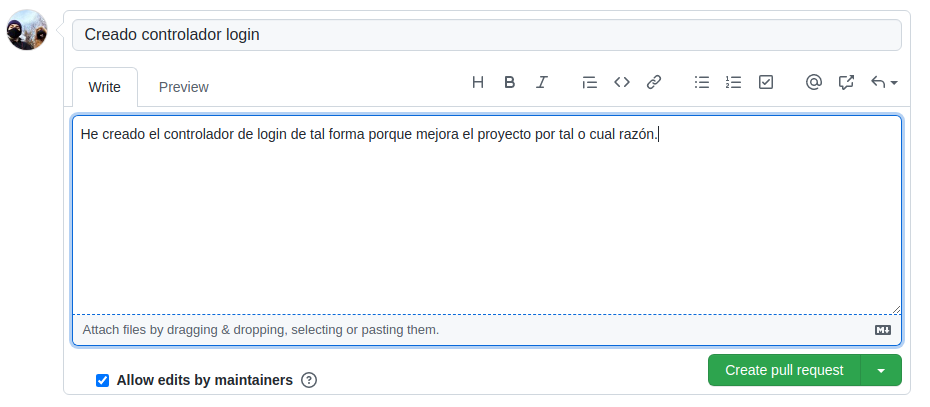 Creado controlador login
Write Preview H B I
He creado el controlador de login de tal forma porque mejora el proyecto por tal o cual razón.
Attach files by dragging & dropping, selecting or pasting them.
Allow edits by maintainers ? Create pull request